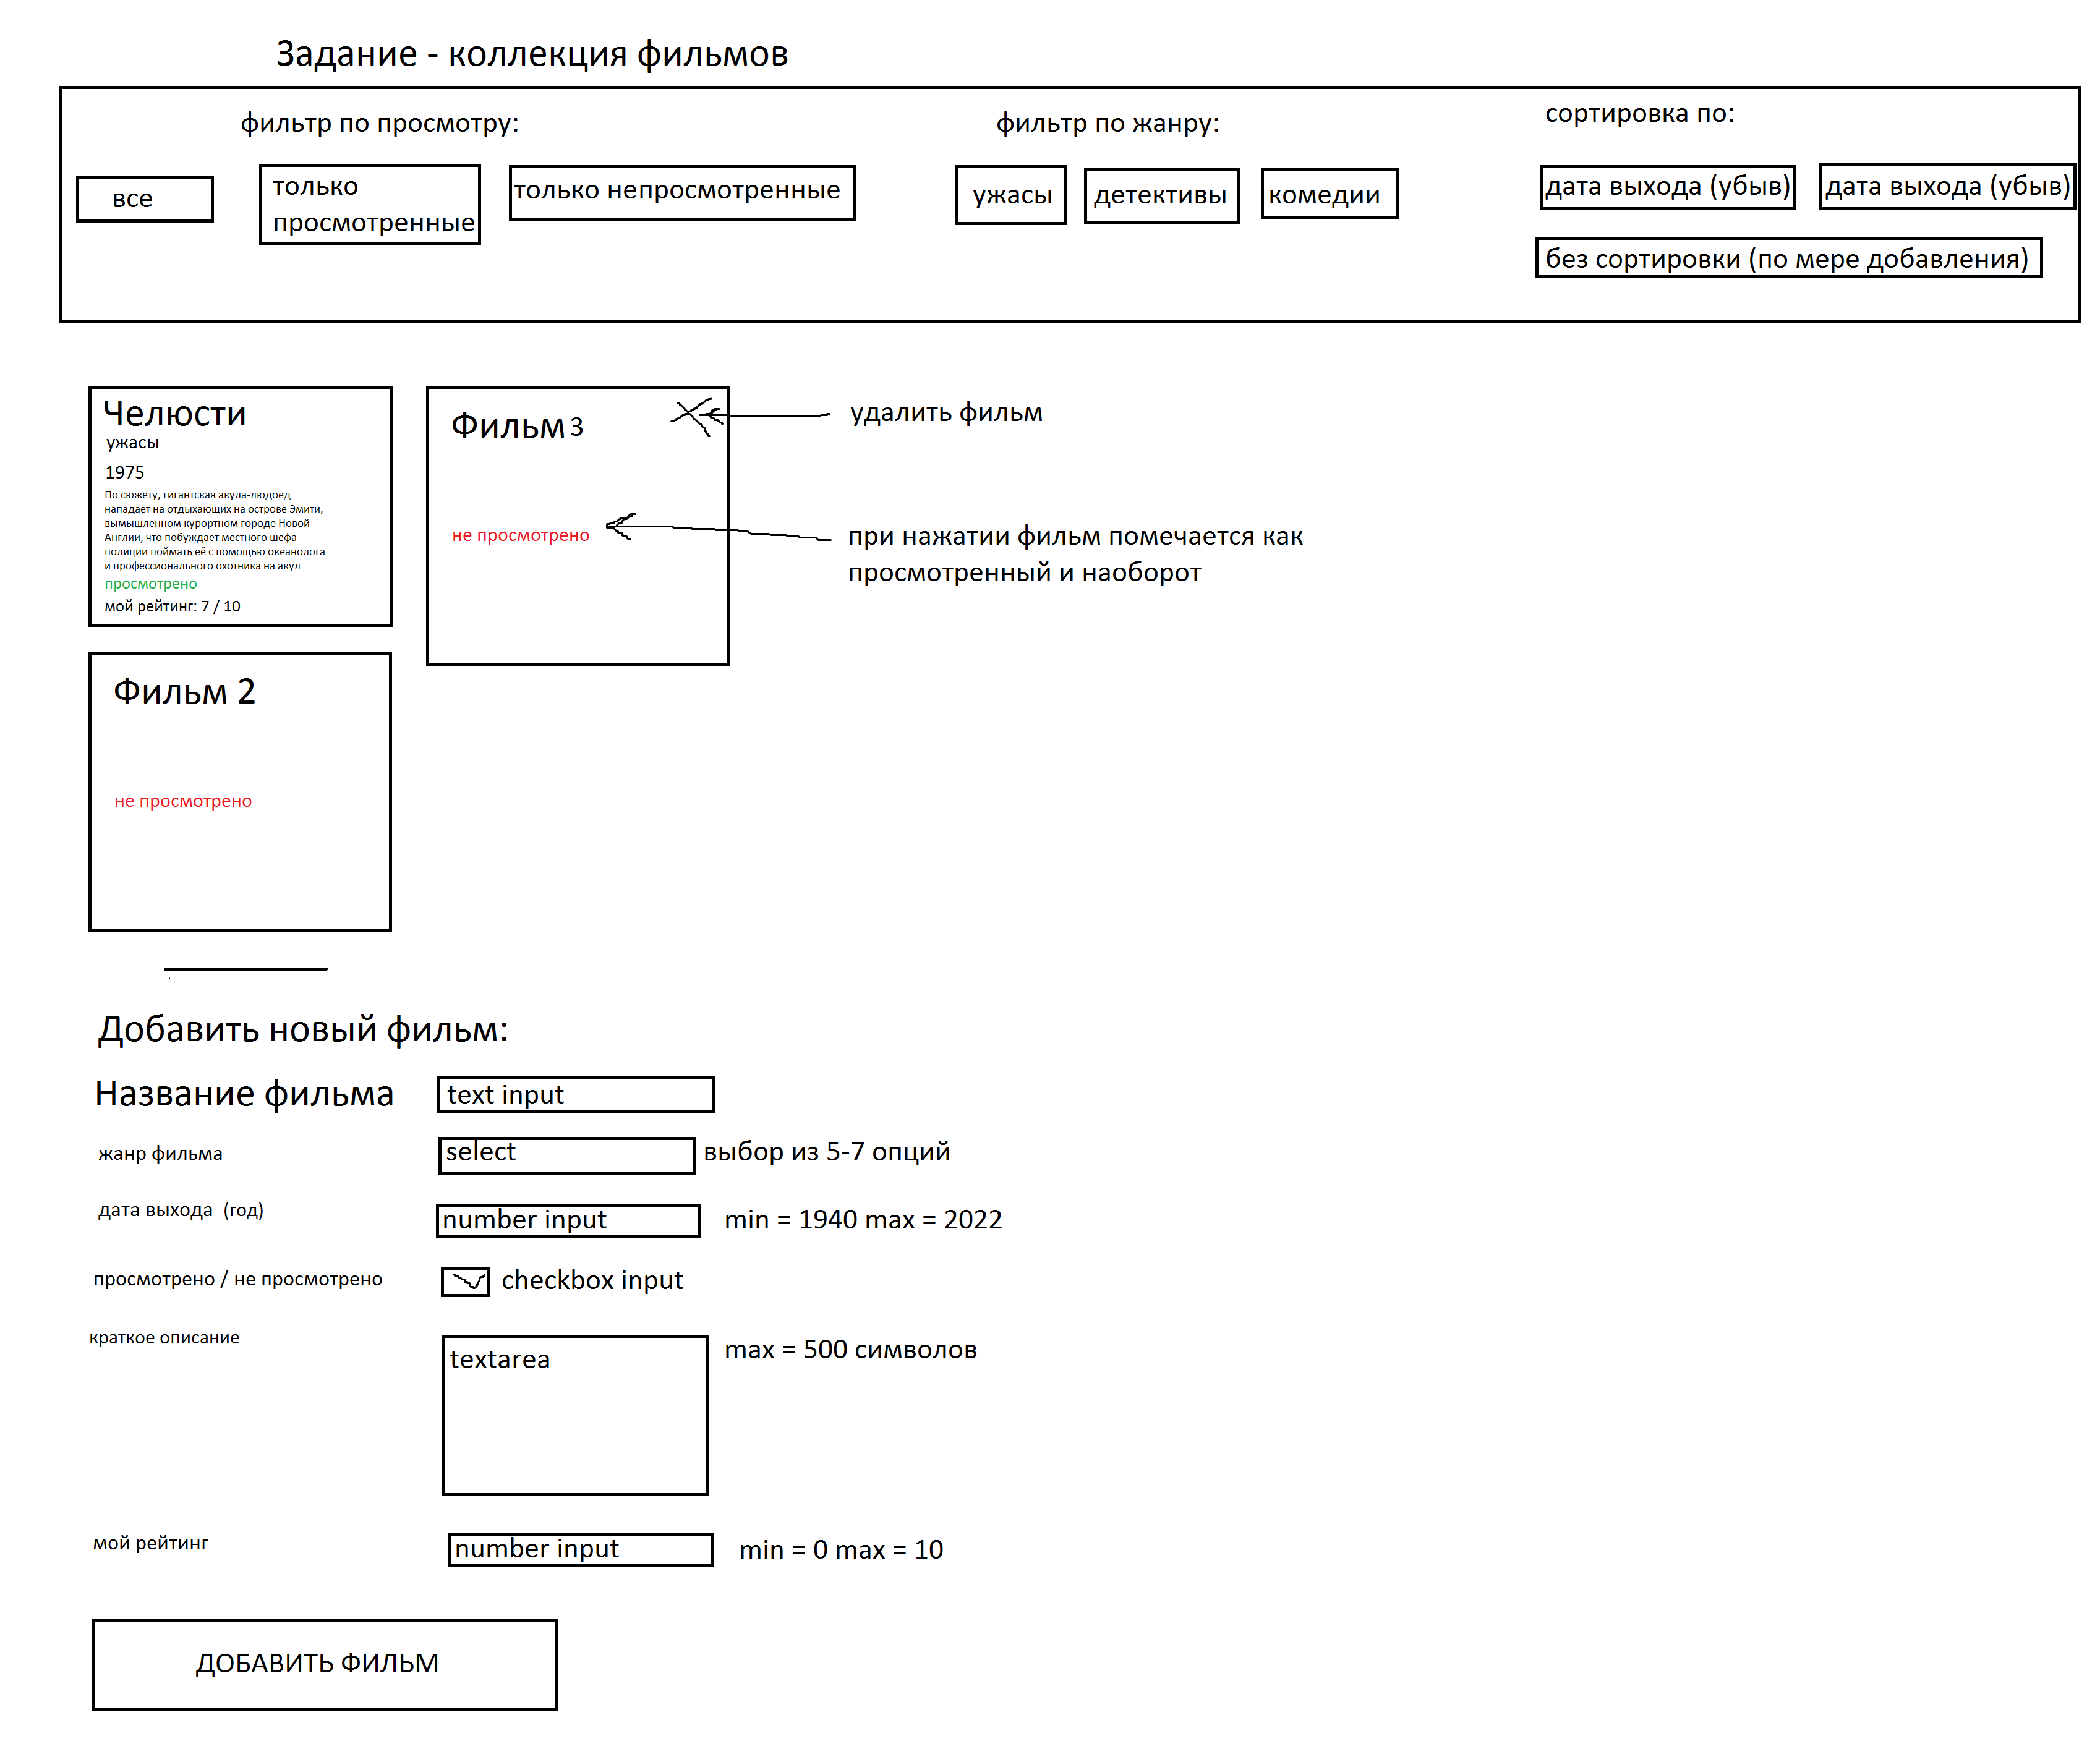 Задание - коллекция фильмов
фильтр по просмотру:
все
только
просмотренные
только непросмотренные
фильтр по жанру:
ужасы
детективы
комедии
сортировка по:
дата выхода (убыв)
дата выхода (убыв)
без сортировки (по мере добавления)
Челюсти
ужасы
1975
По сюжету, гигантская акула-людоед
нападает на отдыхающих на острове Эмити,
вымышленном курортном городе Новой
Англии, что побуждает местного шефа
полиции поймать её с помощью океанолога
и профессионального охотника на акул
просмотрено
мой рейтинг: 7 / 10
Фильм 3
не просмотрено
удалить фильм
при нажатии фильм помечается как
просмотренный и наоборот
Фильм 2
не просмотрено
Добавить новый фильм:
Название фильма
text input
жанр фильма
select
выбор из 5-7 опций
дата выхода (год)
number input
min = 1940 max = 2022
просмотрено / не просмотрено
checkbox input
краткое описание
textarea
max = 500 символов
мой рейтинг
number input
min = 0 max = 10
ДОБАВИТЬ ФИЛЬМ